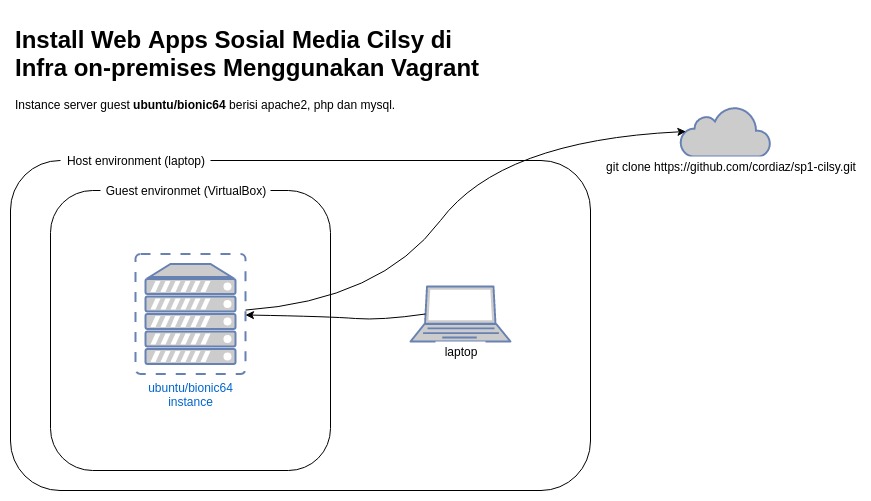 Install Web Apps Sosial Media Cilsy di
Infra on-premises Menggunakan Vagrant
Instance server guest ubuntu/bionic64 berisi apache2, php dan mysql.
git clone https://github.com/cordiaz/sp1-cilsy.git
Host environment (laptop)
Guest environmet (VirtualBox)
laptop
ubuntu/bionic64
instance